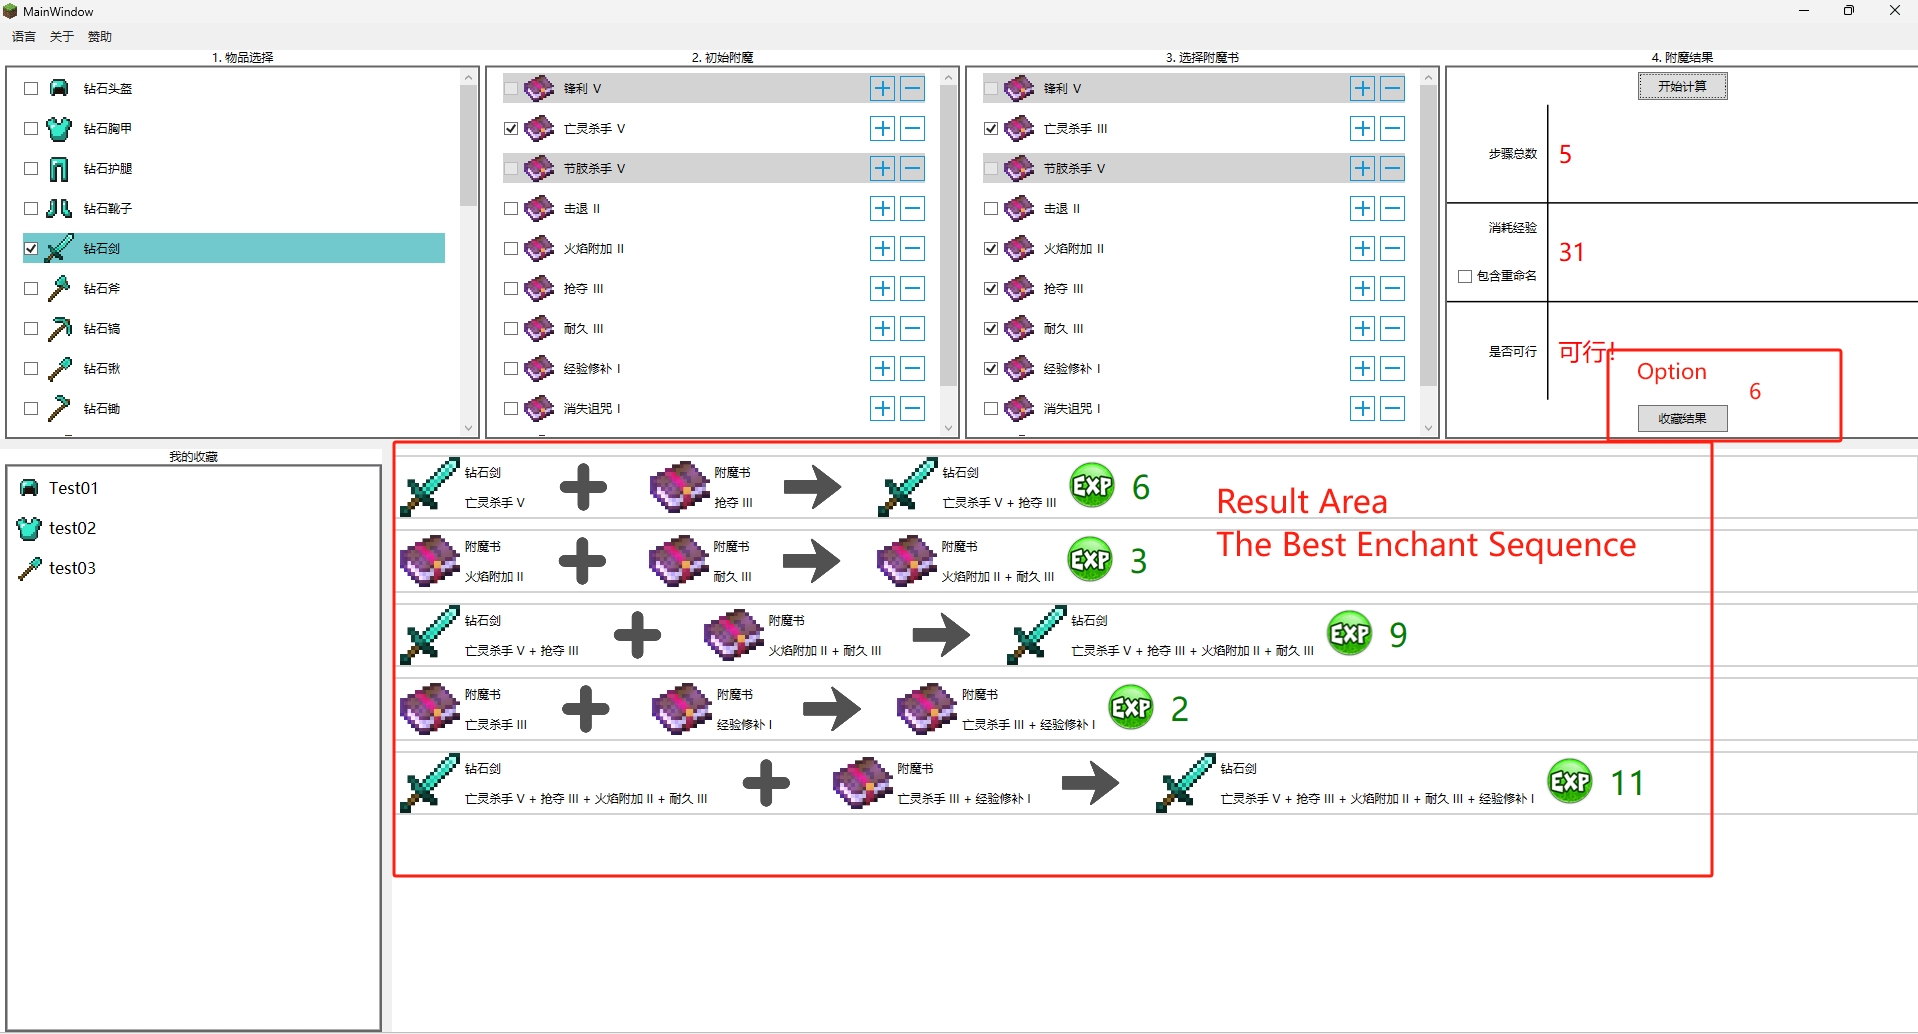 MainWindow
语言 关于 赞助
1. 物品选择
钻石头盔
钻石胸甲
钻石护腿
钻石靴子
钻石剑
钻石斧
钻石镐
钻石锹
钻石锄
2. 初始附魔
锋利 V
亡灵杀手 V
节肢杀手 V
击退 II
火焰附加 II
抢夺 III
耐久 III
经验修补 I
消失诅咒 I
3. 选择附魔书
锋利 V
亡灵杀手 III
节肢杀手 V
击退 II
火焰附加 II
抢夺 III
耐久 III
经验修补 I
消失诅咒 I
4. 附魔结果
开始计算
步骤总数 5
消耗经验 31
包含重命名
是否可行 可行!
Option
6
收藏结果
我的收藏
Test01
test02
test03
钻石剑 附魔书 钻石剑
亡灵杀手 V 抢夺 III 亡灵杀手 V + 抢夺 III EXP 6
Result Area
The Best Enchant Sequence
附魔书 附魔书 附魔书
火焰附加 II 耐久 III 火焰附加 II + 耐久 III EXP 3
钻石剑 附魔书 钻石剑
亡灵杀手 V + 抢夺 III 火焰附加 II + 耐久 III 亡灵杀手 V + 抢夺 III + 火焰附加 II + 耐久 III EXP 9
附魔书 附魔书 附魔书
亡灵杀手 III 经验修补 I 亡灵杀手 III + 经验修补 I EXP 2
钻石剑 附魔书 钻石剑
亡灵杀手 V + 抢夺 III + 火焰附加 II + 耐久 III 亡灵杀手 III + 经验修补 I 亡灵杀手 V + 抢夺 III + 火焰附加 II + 耐久 III + 经验修补 I EXP 11